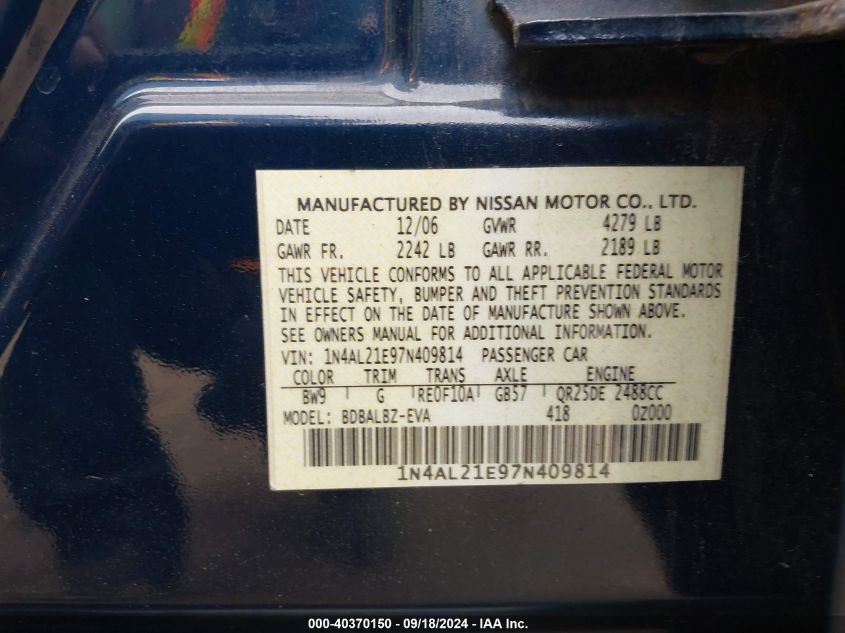 MANUFACTURED BY NISSAN MOTOR CO., LTD.
DATE 12/06 GVWR 4279 LB
GAWR FR. 2242 LB GAWR RR. 2189 LB
THIS VEHICLE CONFORMS TO ALL APPLICABLE FEDERAL MOTOR
VEHICLE SAFETY, BUMPER AND THEFT PREVENTION STANDARDS
IN EFFECT ON THE DATE OF MANUFACTURE SHOWN ABOVE.
SEE OWNERS MANUAL FOR ADDITIONAL INFORMATION.
VIN: 1N4AL21E97N409814 PASSENGER CAR
COLOR TRIM TRANS AXLE ENGINE
BW9 G RE0F10A GB57 QR25DE 2488CC
MODEL: BDBALBZ-EVA 418 0Z000
1N4AL21E97N409814
000-40370150 - 09/18/2024 - IAA Inc.